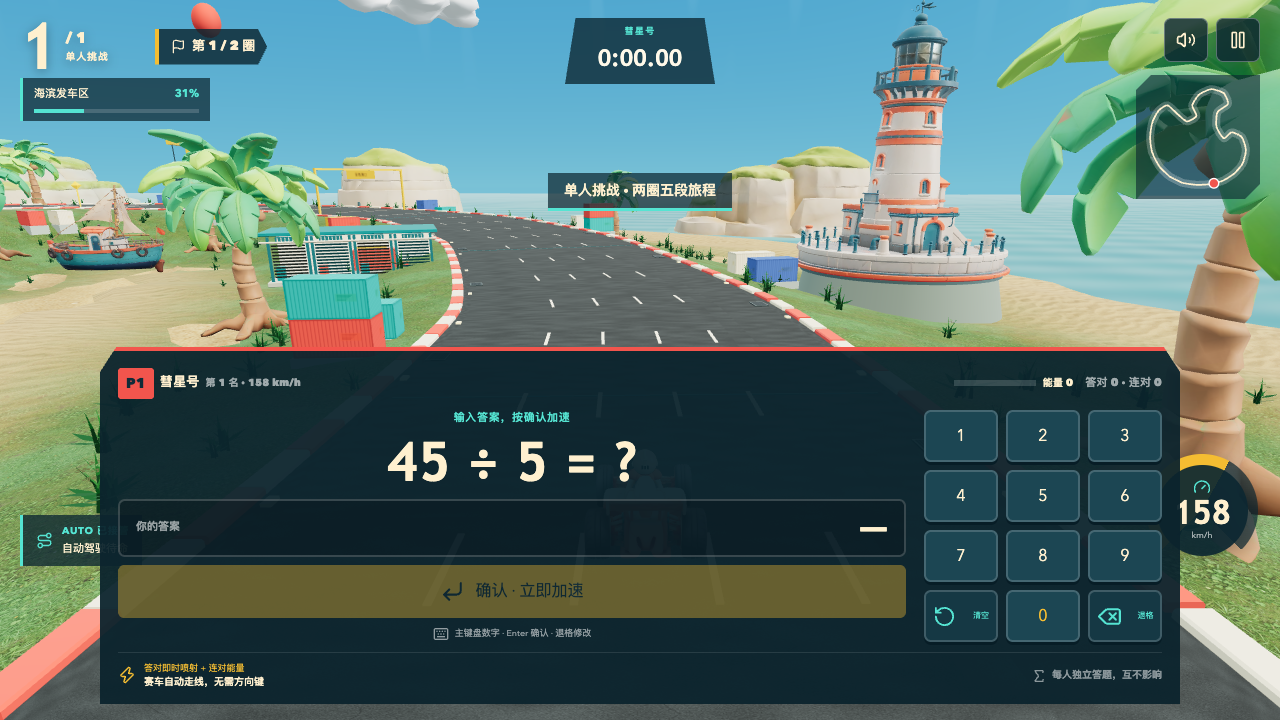 1 /1
单人挑战
第 1 / 2 圈
彗星号
0:00.00
海滨发车区 31%
单人挑战 • 两圈五段旅程
P1 彗星号 第 1 名 • 158 km/h
能量 0 答对 0 • 连对 0
输入答案，按确认加速
45 ÷ 5 = ?
你的答案 —
确认 · 立即加速
主键盘数字 · Enter 确认 · 退格修改
1 2 3
4 5 6
7 8 9
清空 0 退格
AUTO
自动驾驶
158
km/h
答对即时喷射 + 连对能量
赛车自动走线，无需方向键
每人独立答题，互不影响